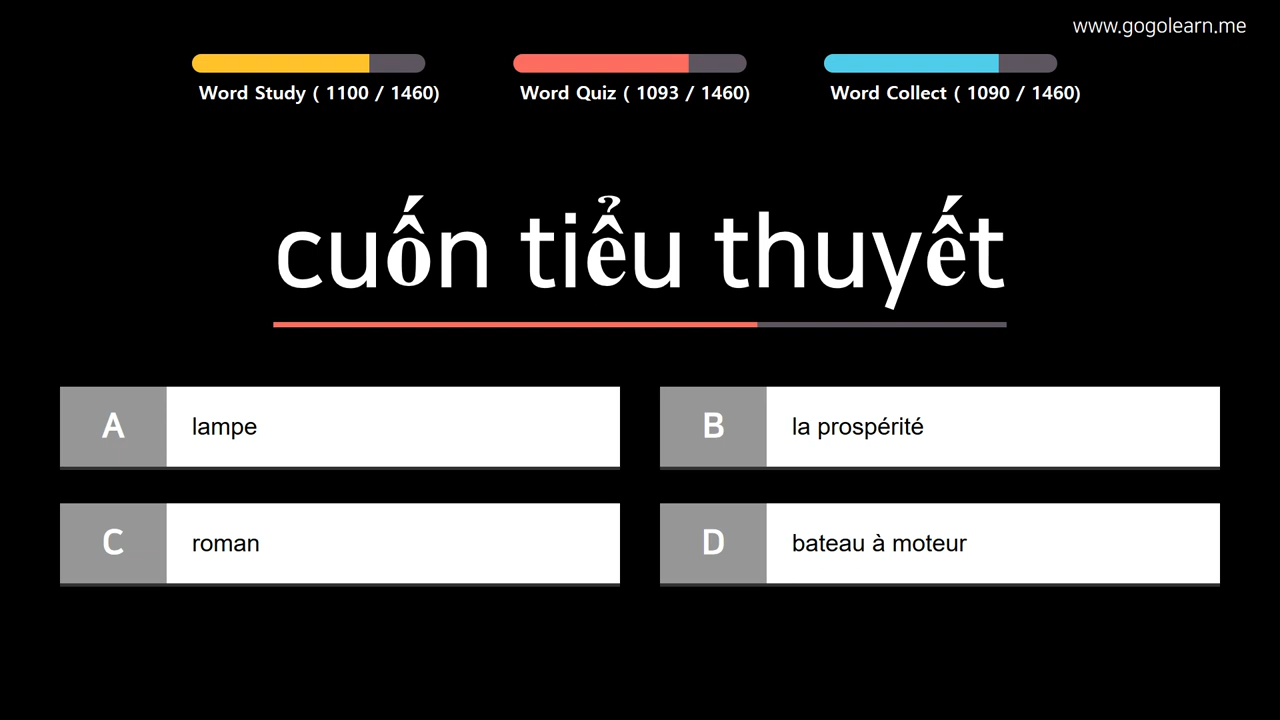 www.gogolearn.me
Word Study ( 1100 / 1460)
Word Quiz ( 1093 / 1460)
Word Collect ( 1090 / 1460)
cuốn tiểu thuyết
A lampe
B la prospérité
C roman
D bateau à moteur